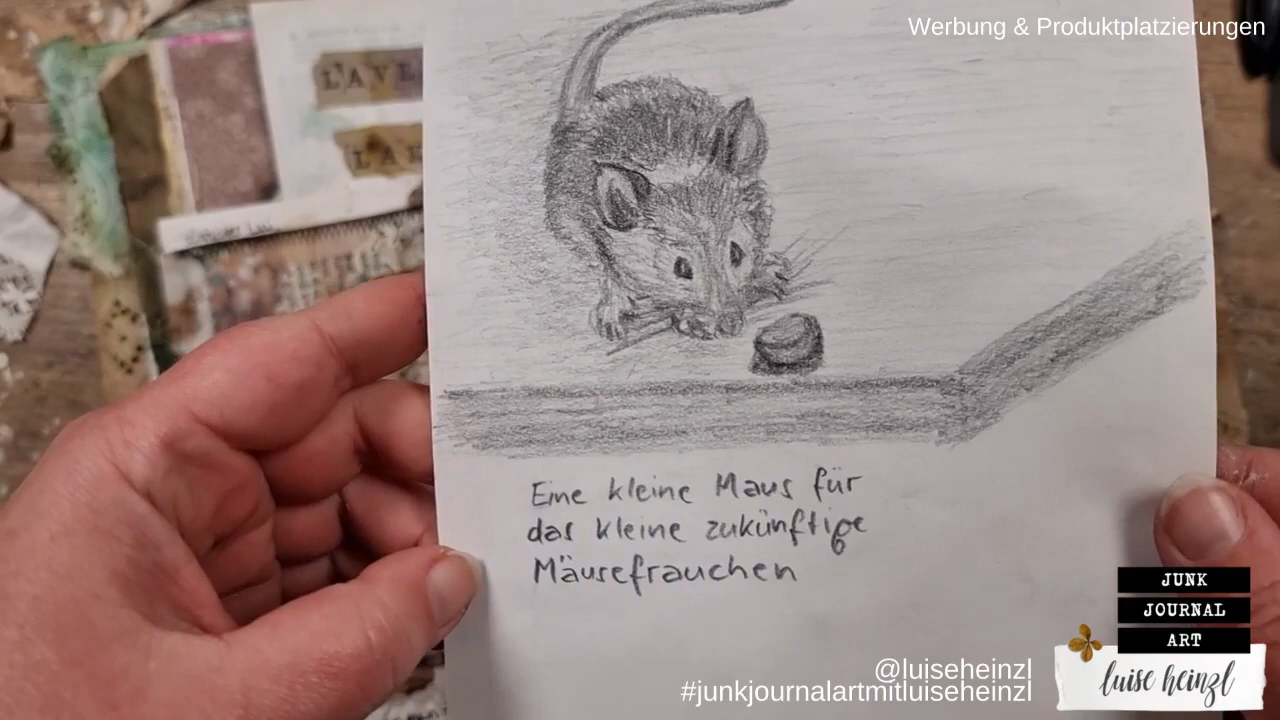 Werbung & Produktplatzierungen
Eine kleine Maus für
das kleine zukünftige
Mäusefrauchen
JUNK
JOURNAL
ART
luise heinzl
@luiseheinzl
#junkjournalartmitluiseheinzl